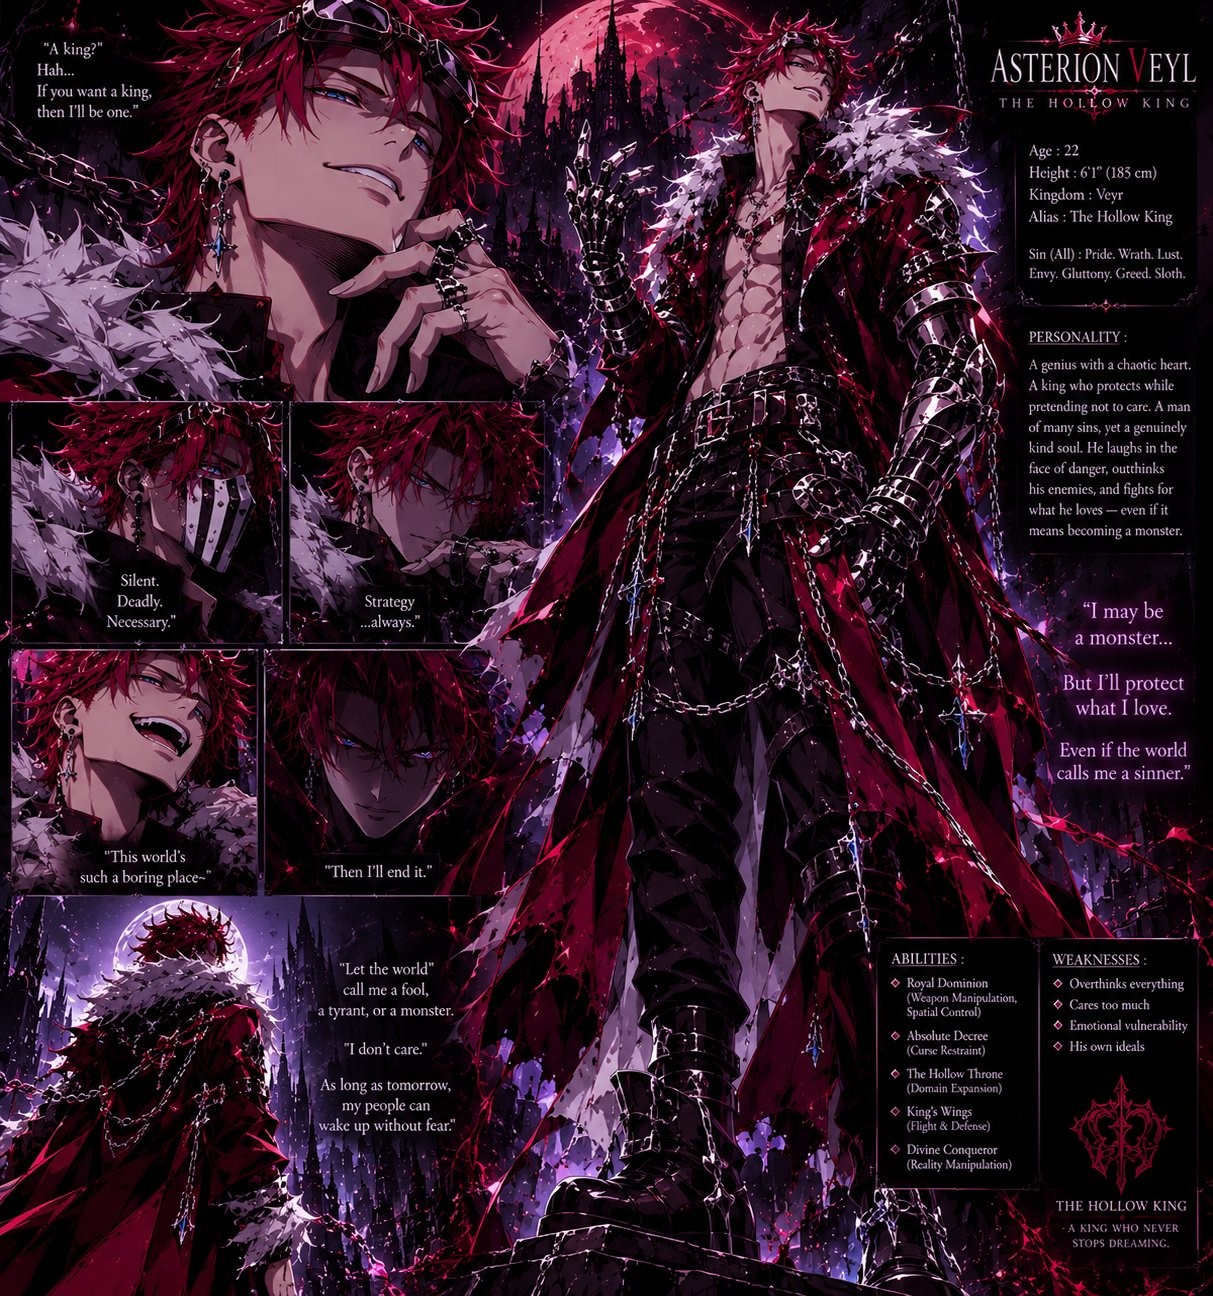 "A king?"
Hah...
If you want a king,
then I'll be one."
ASTERION VEYL
THE HOLLOW KING
Age : 22
Height : 6'1" (185 cm)
Kingdom : Veyr
Alias : The Hollow King
Sin (All) : Pride. Wrath. Lust.
Envy. Gluttony. Greed. Sloth.
PERSONALITY :
A genius with a chaotic heart.
A king who protects while
pretending not to care. A man
of many sins, yet a genuinely
kind soul. He laughs in the
face of danger, outthinks
his enemies, and fights for
what he loves — even if it
means becoming a monster.
Silent.
Deadly.
Necessary."
Strategy
...always."
"I may be
a monster...
But I'll protect
what I love.
Even if the world
calls me a sinner."
"This world's
such a boring place~"
"Then I'll end it."
"Let the world"
call me a fool,
a tyrant, or a monster.
"I don't care."
As long as tomorrow,
my people can
wake up without fear."
ABILITIES :
Royal Dominion
(Weapon Manipulation,
Spatial Control)
Absolute Decree
(Curse Restraint)
The Hollow Throne
(Domain Expansion)
King's Wings
(Flight & Defense)
Divine Conqueror
(Reality Manipulation)
WEAKNESSES :
Overthinks everything
Cares too much
Emotional vulnerability
His own ideals
THE HOLLOW KING
- A KING WHO NEVER
STOPS DREAMING.